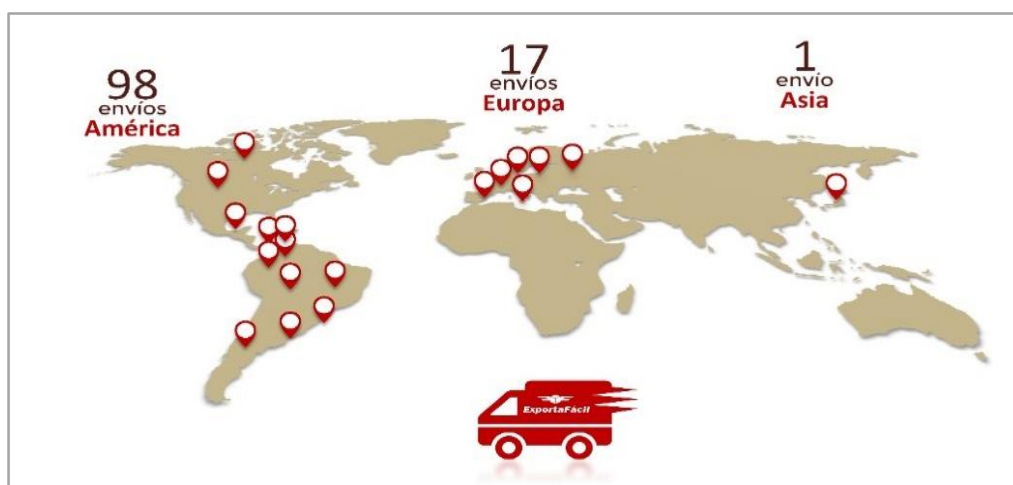 98
envíos
América
17
envíos
Europa
1
envío
Asia
ExportaFácil